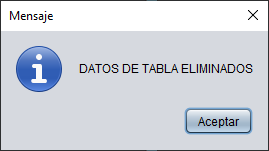 Mensaje
DATOS DE TABLA ELIMINADOS
Aceptar